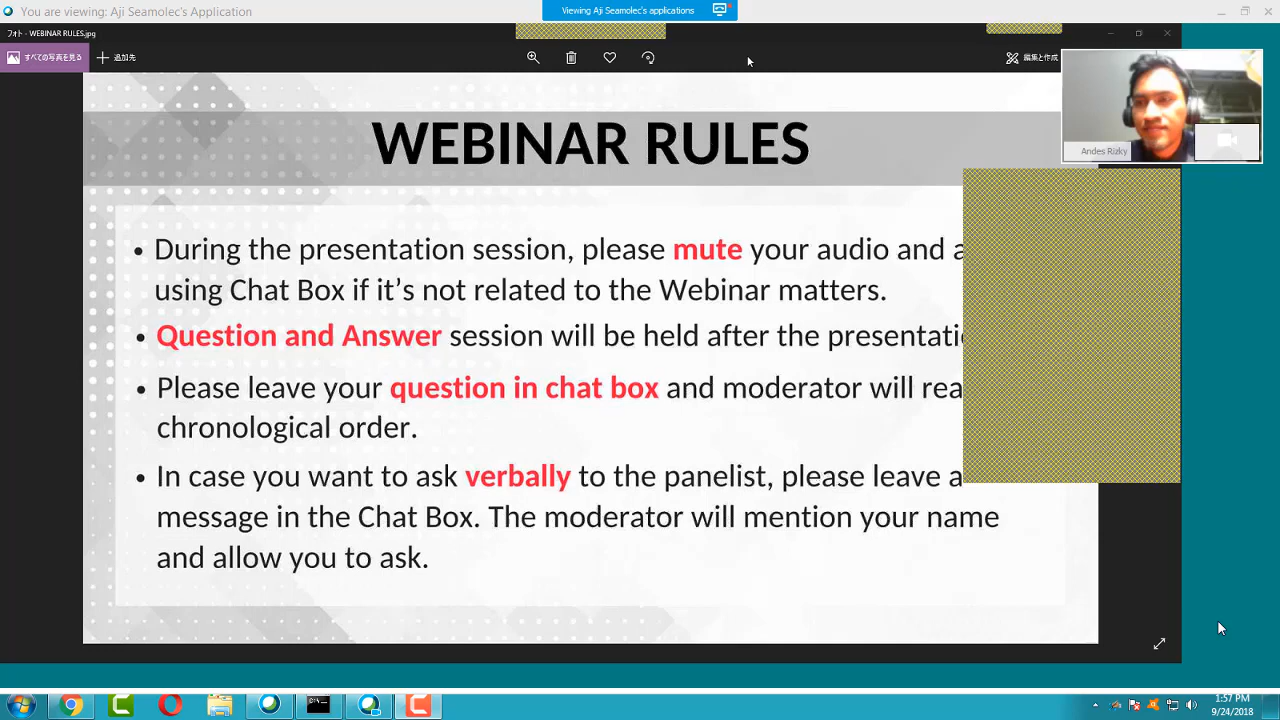 You are viewing: Aji Seamolec's Application
Viewing Aji Seamolec's applications
フォト - WEBINAR RULES.jpg
すべての写真を見る
追加先
編集と作成
Andes Rizky
WEBINAR RULES
• During the presentation session, please mute your audio and
using Chat Box if it's not related to the Webinar matters.
• Question and Answer session will be held after the
• Please leave your question in chat box and moderator will
chronological order.
• In case you want to ask verbally to the panelist, please leave a
message in the Chat Box. The moderator will mention your name
and allow you to ask.
1:57 PM
9/24/2018